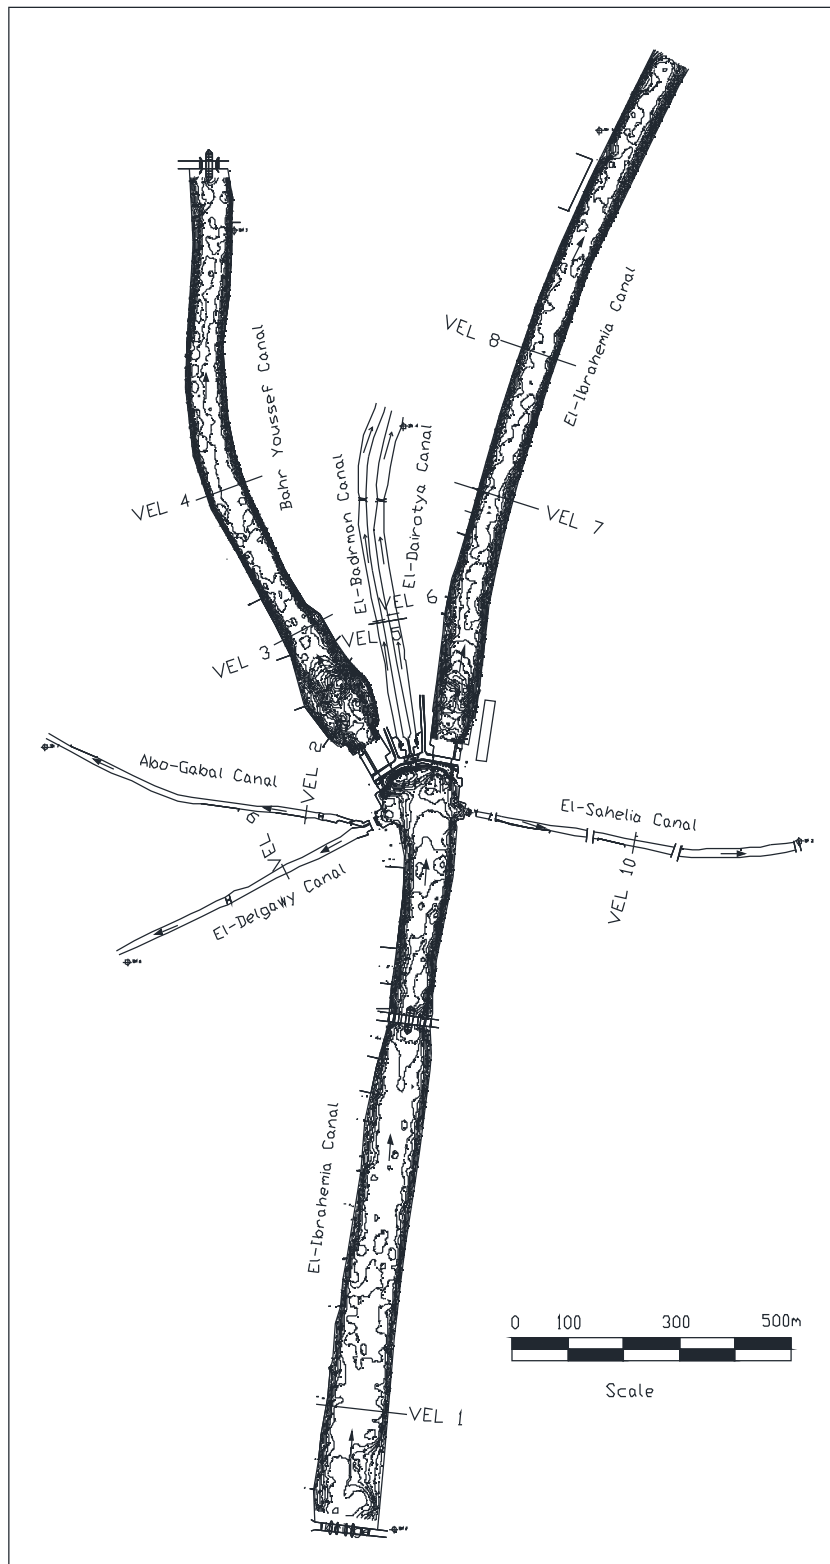 VEL 8
El-Ibrahemia Canal
Bahr Youssef Canal
El-Badrman Canal
El-Dairotya Canal
VEL 4
VEL 7
VEL 6
VEL 5
VEL 3
VEL 2
Abo-Gabal Canal
El-Sahelia Canal
VEL 9
VEL 10
El-Delgawy Canal
El-Ibrahemia Canal
0 100 300 500m
Scale
VEL 1